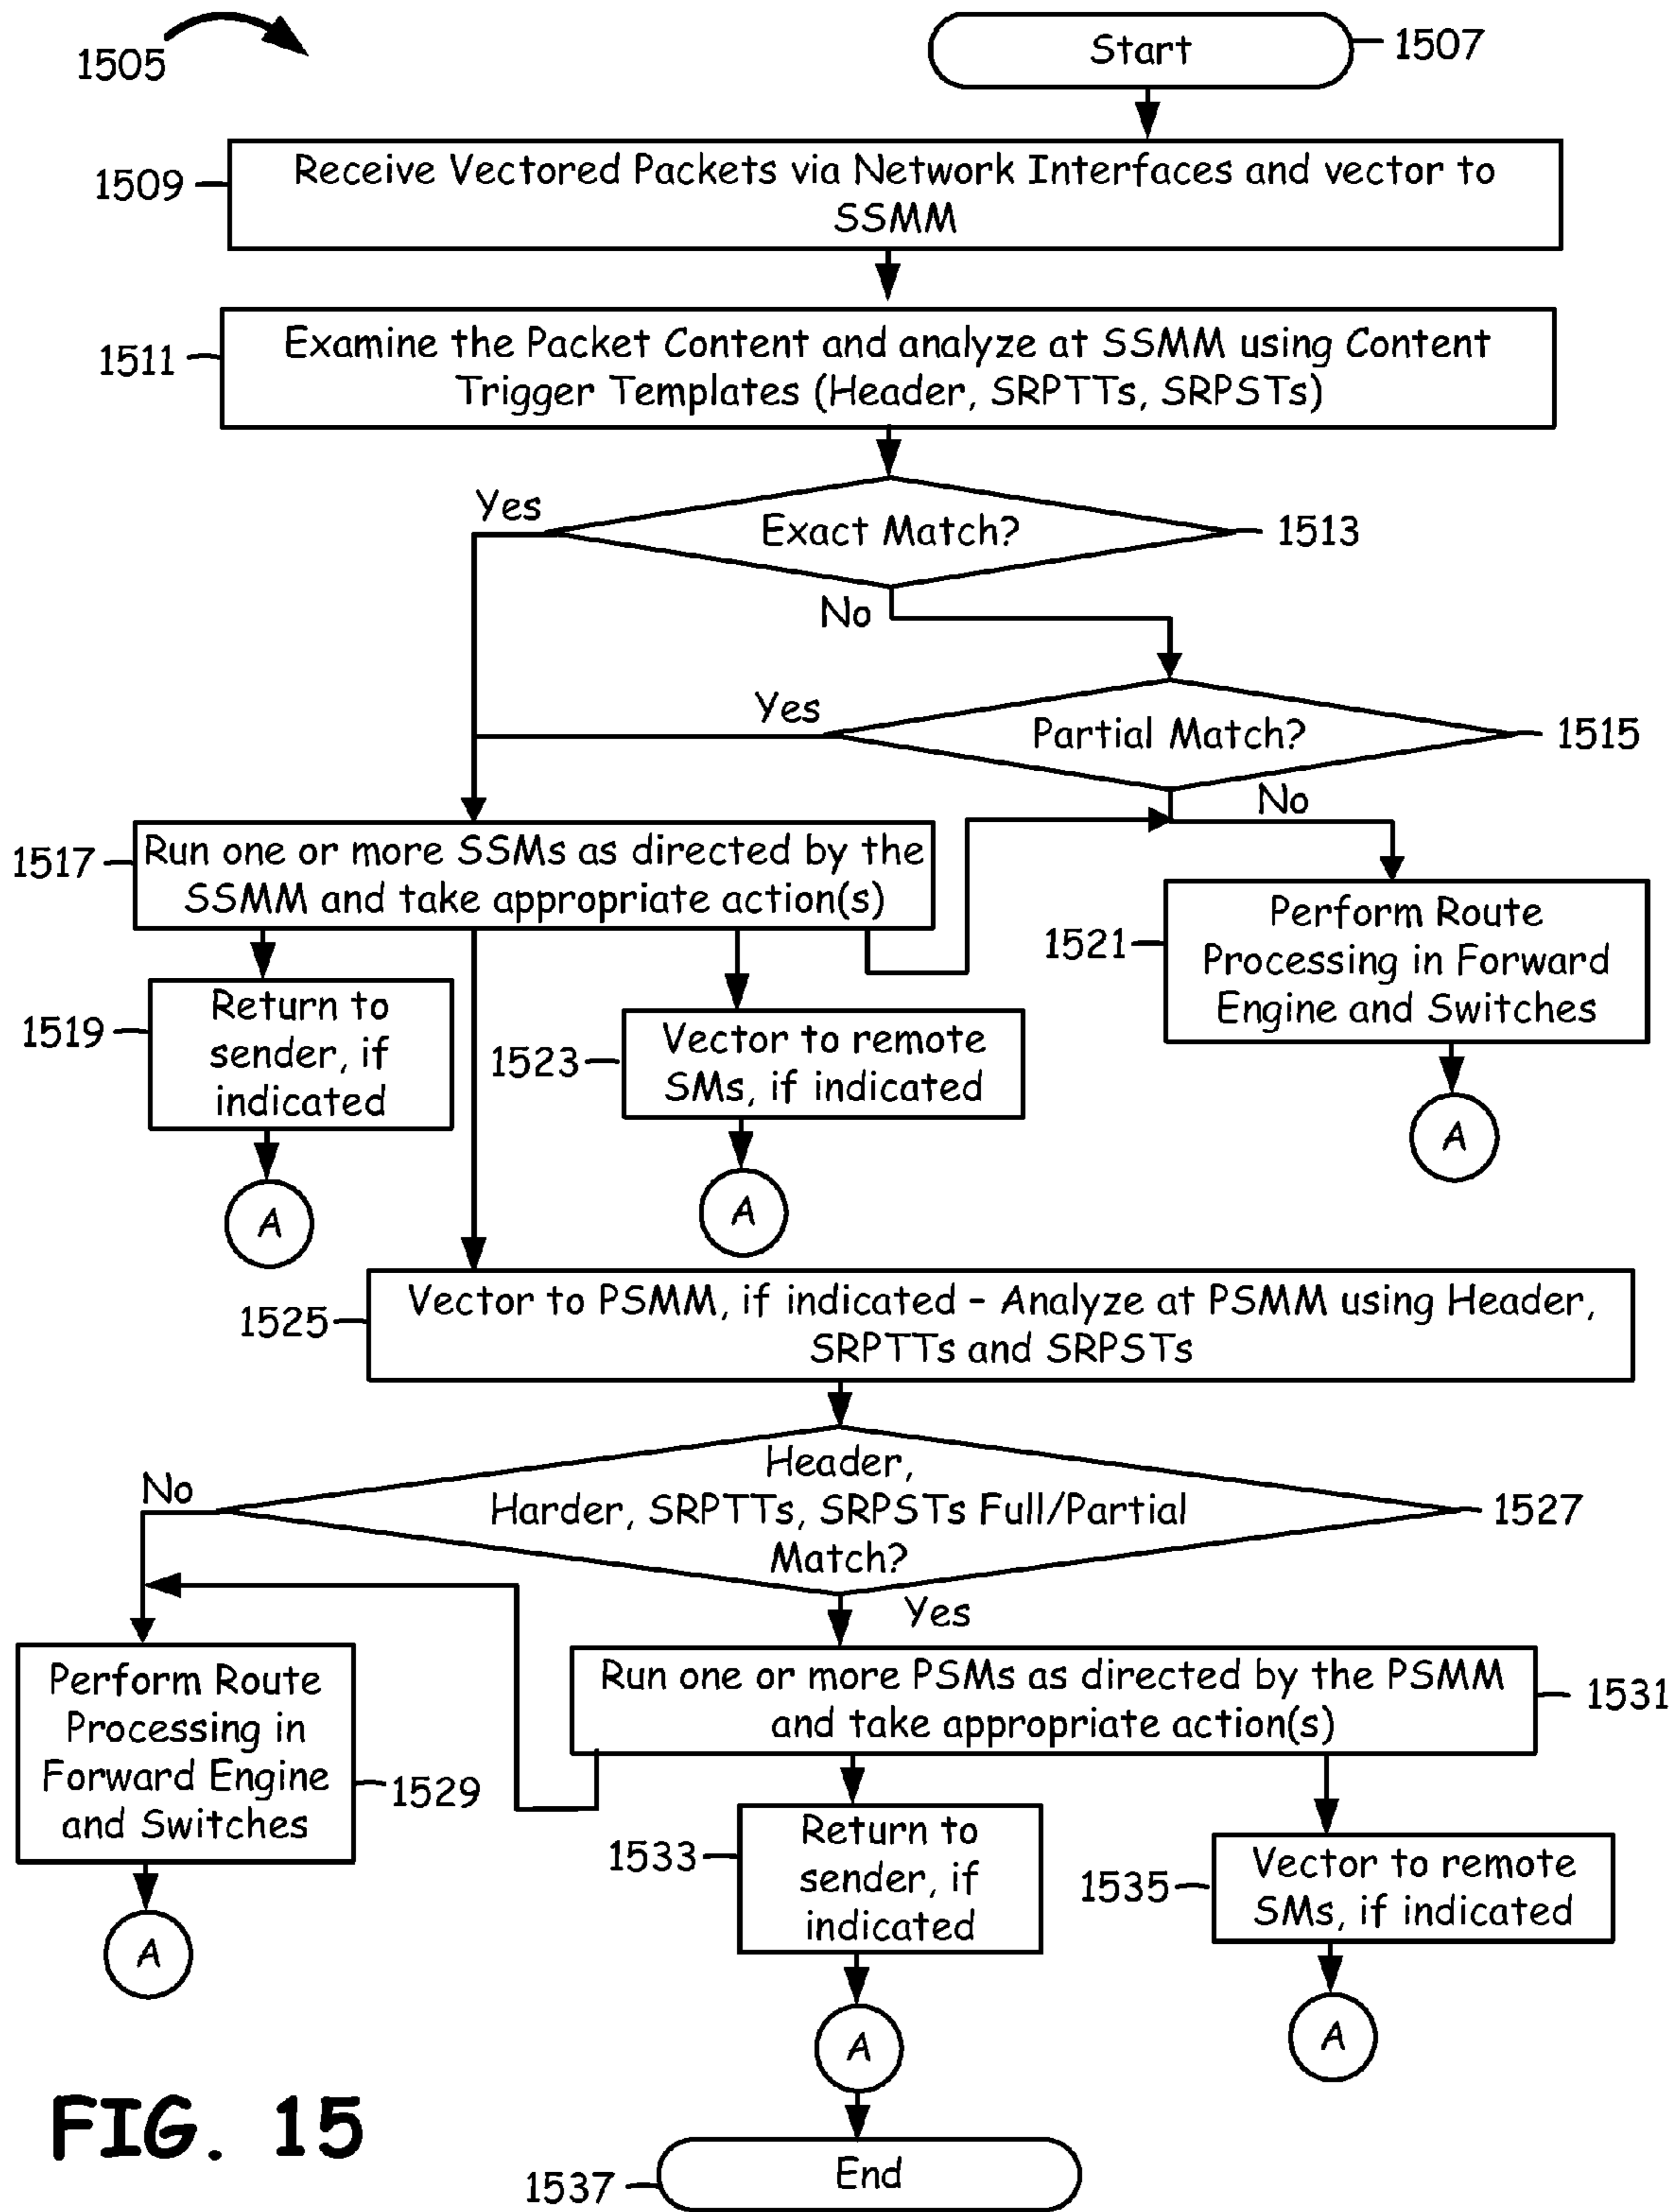 1505
Start
1507
1509
Receive Vectored Packets via Network Interfaces and vector to
SSMM
1511
Examine the Packet Content and analyze at SSMM using Content
Trigger Templates (Header, SRPTTs, SRPSTs)
Yes
Exact Match?
1513
No
Yes
Partial Match?
1515
No
1517
Run one or more SSMs as directed by the
SSMM and take appropriate action(s)
1521
Perform Route
Processing in Forward
Engine and Switches
A
1519
Return to
sender, if
indicated
A
1523
Vector to remote
SMs, if indicated
A
1525
Vector to PSMM, if indicated – Analyze at PSMM using Header,
SRPTTs and SRPSTs
No
Header,
Harder, SRPTTs, SRPSTs Full/Partial
Match?
1527
Yes
Perform Route
Processing in
Forward Engine
and Switches
1529
A
Run one or more PSMs as directed by the PSMM
and take appropriate action(s)
1531
1533
Return to
sender, if
indicated
A
1535
Vector to remote
SMs, if indicated
A
FIG. 15
1537
End